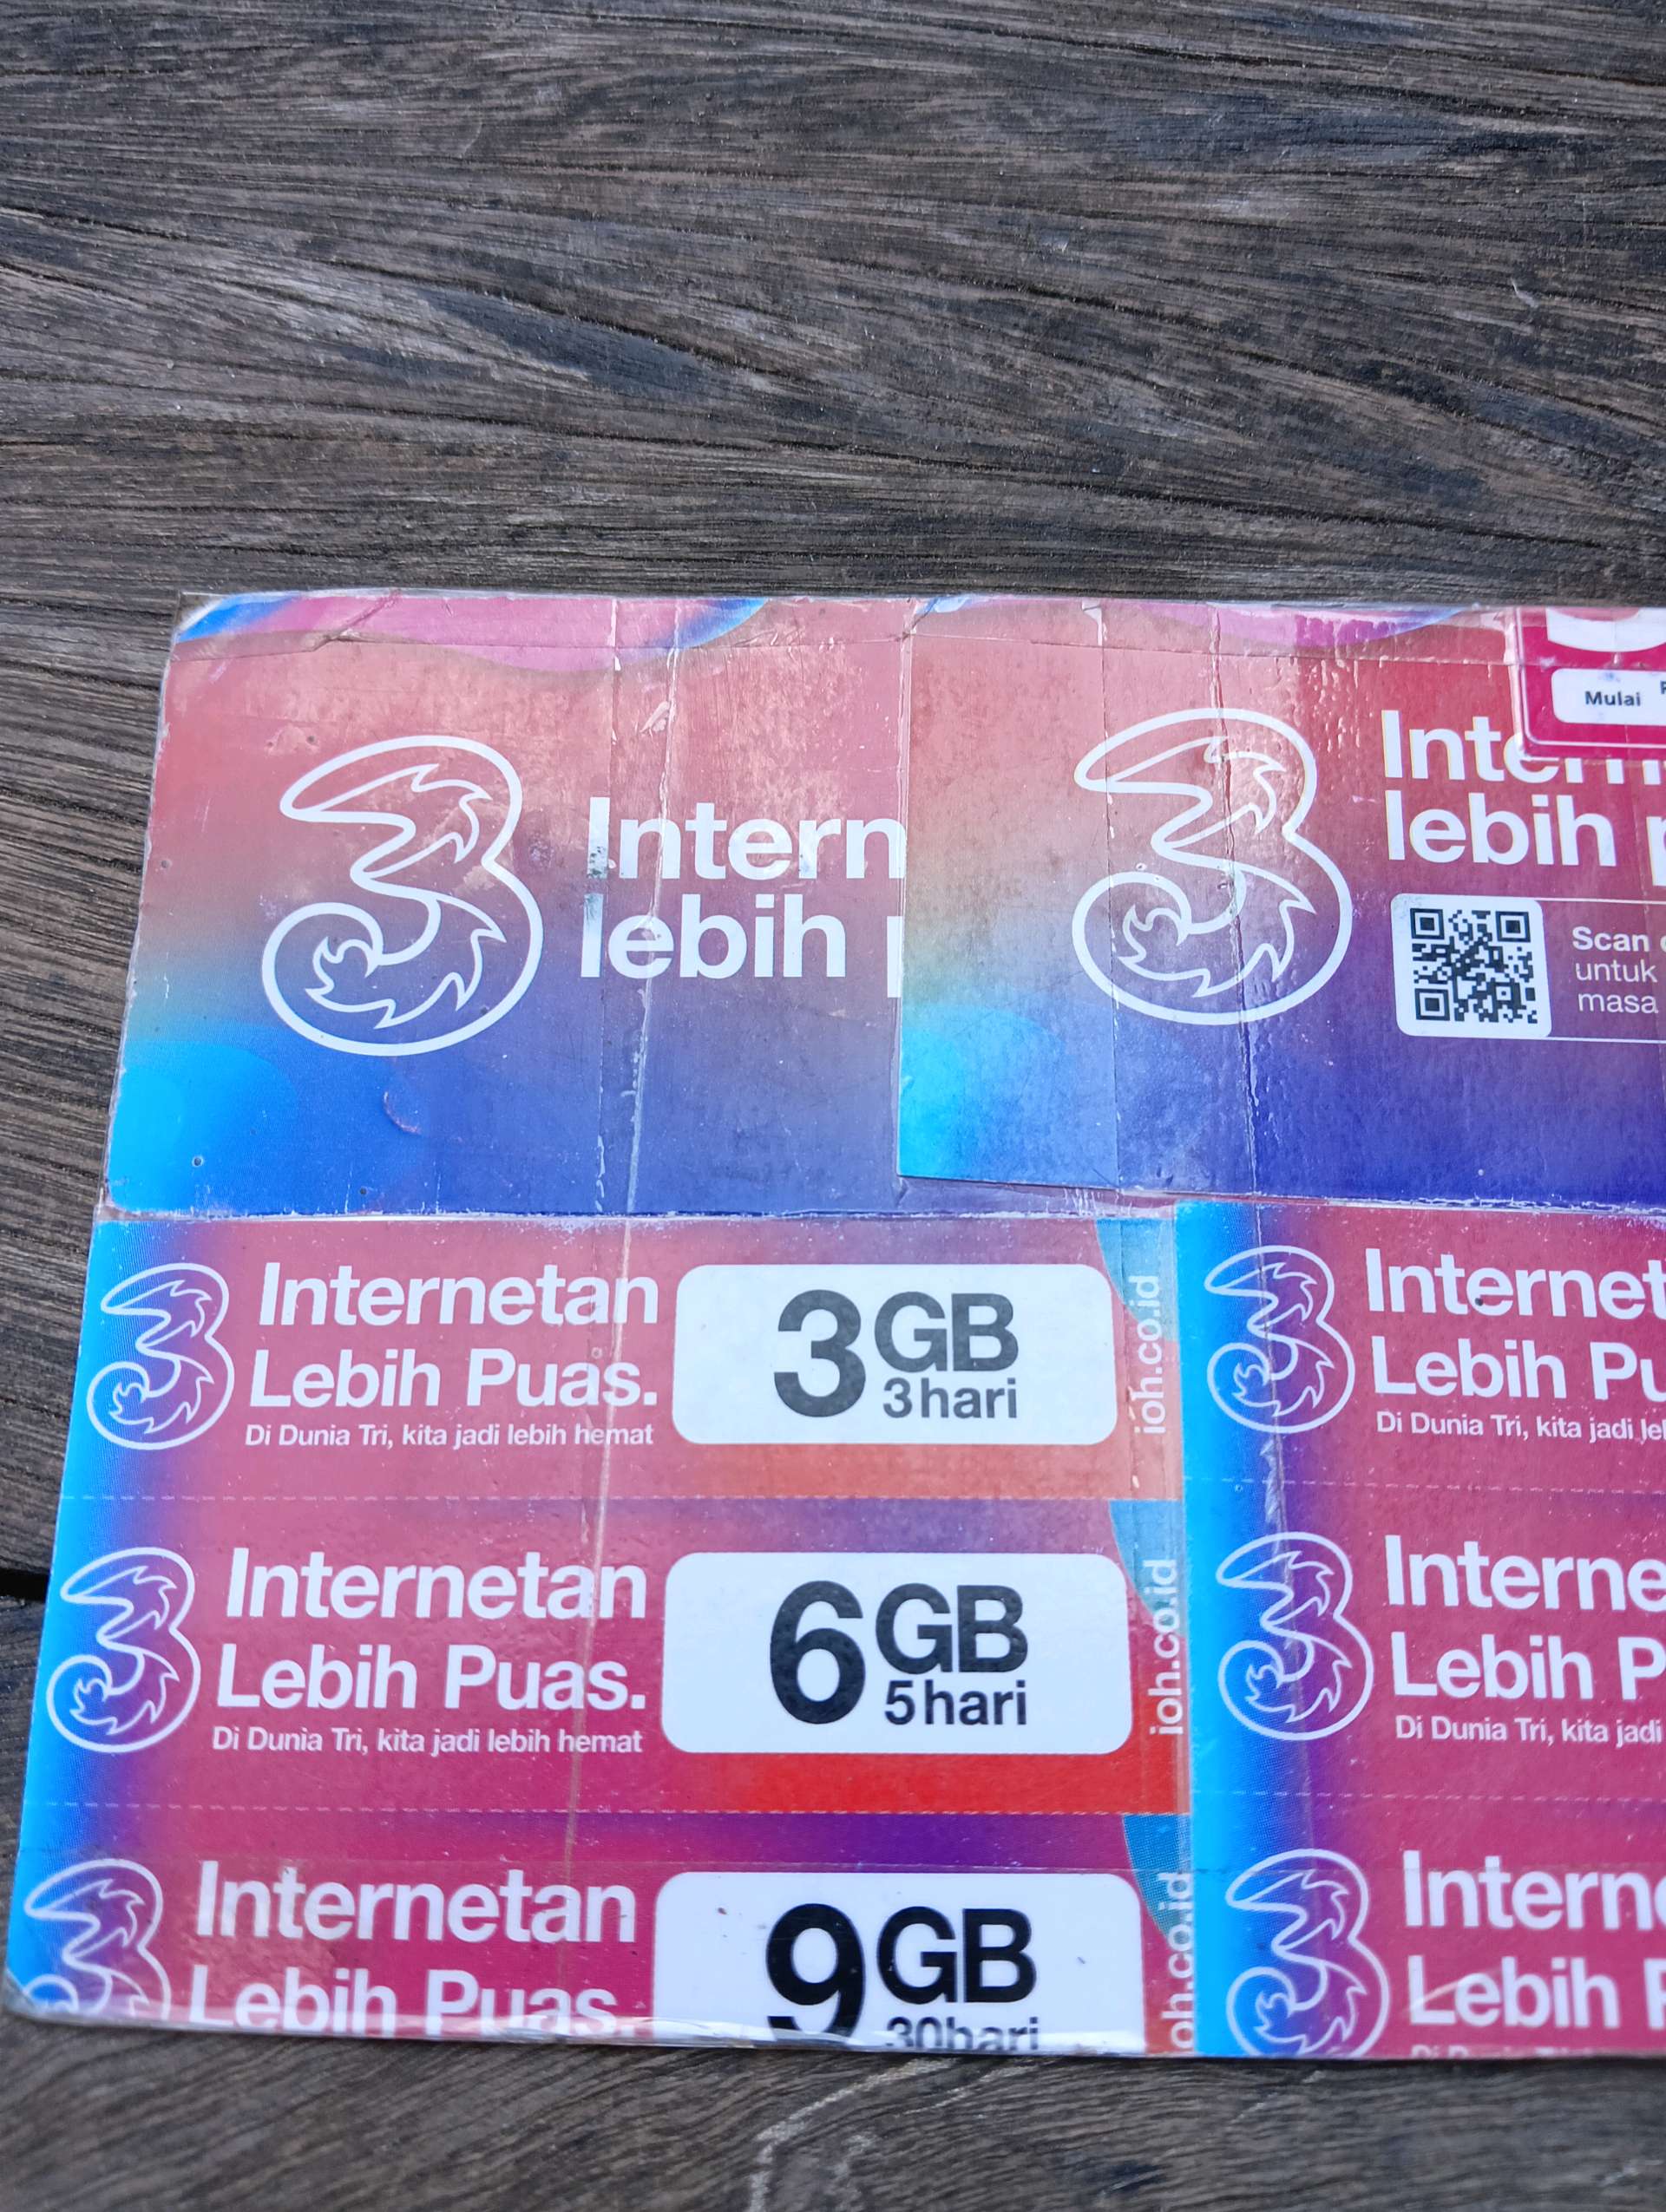 Mulai
Intern
lebih
lebih
Scan
untuk
masa
Internetan
Lebih Puas.
Di Dunia Tri, kita jadi lebih hemat
3GB
3hari
ioh.co.id
Internet
Lebih Pu
Di Dunia Tri, kita jadi lel
Internetan
Lebih Puas.
Di Dunia Tri, kita jadi lebih hemat
6GB
5hari
ioh.co.id
Interne
Lebih P
Di Dunia Tri, kita jadi
Internetan
Lebih Puas.
9GB
30hari
ioh.co.id
Intern
Lebih